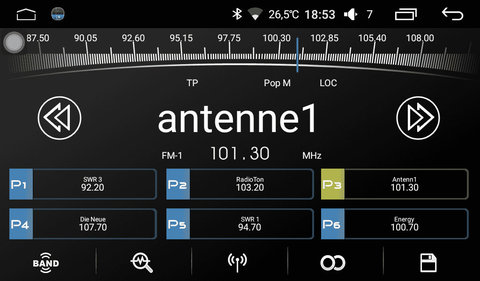 26,5°C 18:53 7
87.50 90.05 92.60 95.15 97.75 100.30 102.85 105.40 108.00
TP Pop M LOC
antenne1
FM-1 101.30 MHz
P1 SWR 3 92.20
P2 RadioTon 103.20
P3 Antenn1 101.30
P4 Die Neue 107.70
P5 SWR 1 94.70
P6 Energy 100.70
BAND